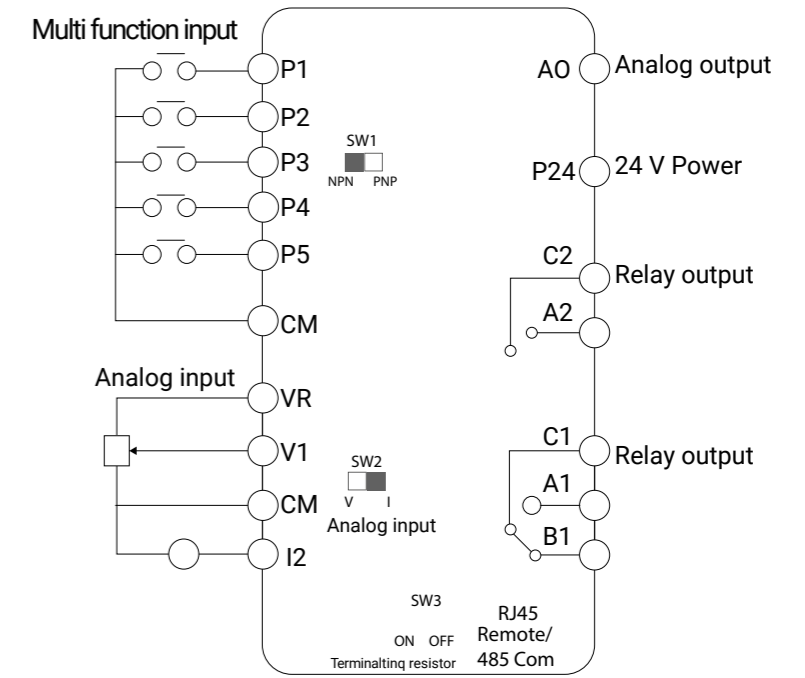 Multi function input
P1
P2
P3
P4
P5
CM
SW1
NPN PNP
Analog input
VR
V1
CM
I2
SW2
V I
Analog input
SW3
ON OFF
Terminaltinq resistor
RJ45
Remote/
485 Com
AO Analog output
P24 24 V Power
C2 Relay output
A2
C1 Relay output
A1
B1